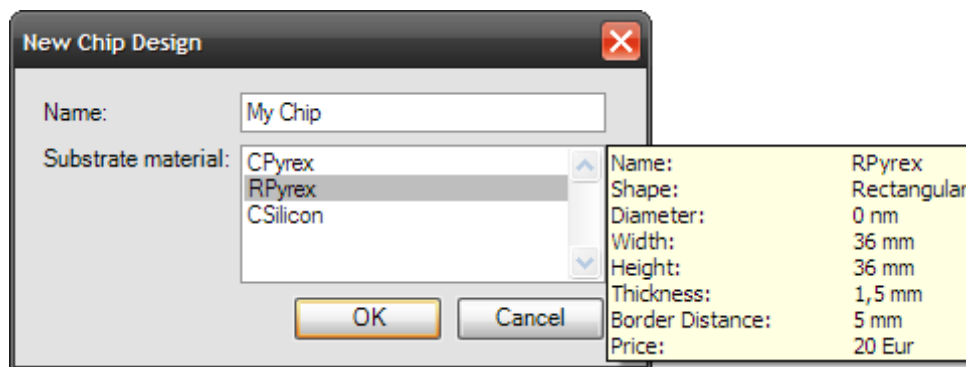 New Chip Design
Name: My Chip
Substrate material: CPyrex
RPyrex
CSilicon
OK Cancel
Name: RPyrex
Shape: Rectangular
Diameter: 0 nm
Width: 36 mm
Height: 36 mm
Thickness: 1,5 mm
Border Distance: 5 mm
Price: 20 Eur